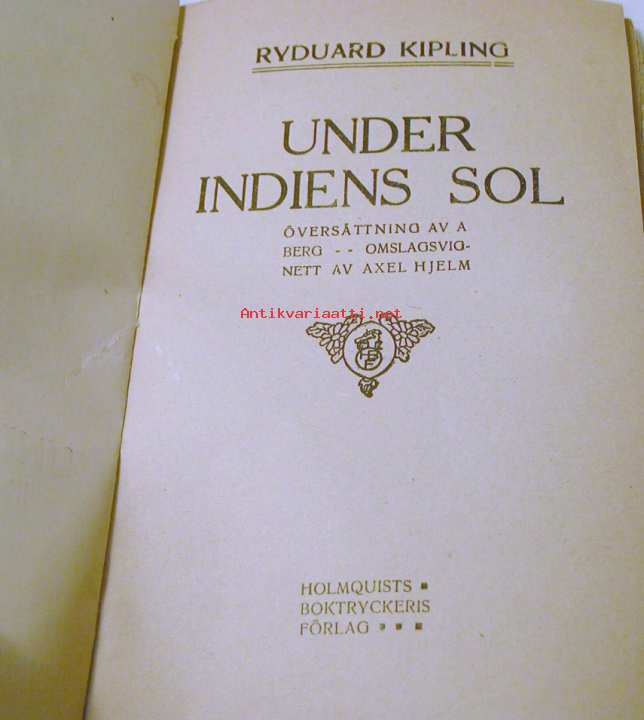 RYDUARD KIPLING
UNDER
INDIENS SOL
ÖVERSÄTTNING AV A
BERG - - OMSLAGSVIG-
NETT AV AXEL HJELM
Antikvariaatti.net
HOLMQUISTS
BOKTRYCKERIS
FÖRLAG